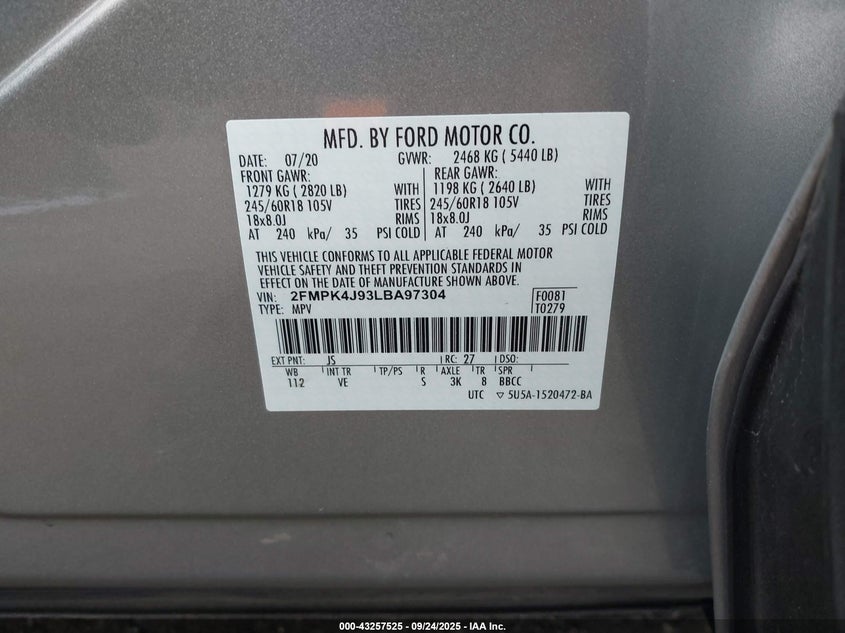 MFD. BY FORD MOTOR CO.
DATE: 07/20 GVWR: 2468 KG ( 5440 LB)
FRONT GAWR: REAR GAWR:
1279 KG ( 2820 LB) WITH 1198 KG ( 2640 LB) WITH
245/60R18 105V TIRES 245/60R18 105V TIRES
18x8.0J RIMS 18x8.0J RIMS
AT 240 kPa/ 35 PSI COLD AT 240 kPa/ 35 PSI COLD
THIS VEHICLE CONFORMS TO ALL APPLICABLE FEDERAL MOTOR
VEHICLE SAFETY AND THEFT PREVENTION STANDARDS IN
EFFECT ON THE DATE OF MANUFACTURE SHOWN ABOVE.
VIN: 2FMPK4J93LBA97304 F0081
TYPE: MPV T0279
EXT PNT: JS RC: 27 DSO:
WB INT TR TP/PS R AXLE TR SPR
112 VE S 3K 8 BBCC
UTC ▽ 5U5A-1520472-BA
000-43257525 - 09/24/2025 - IAA Inc.